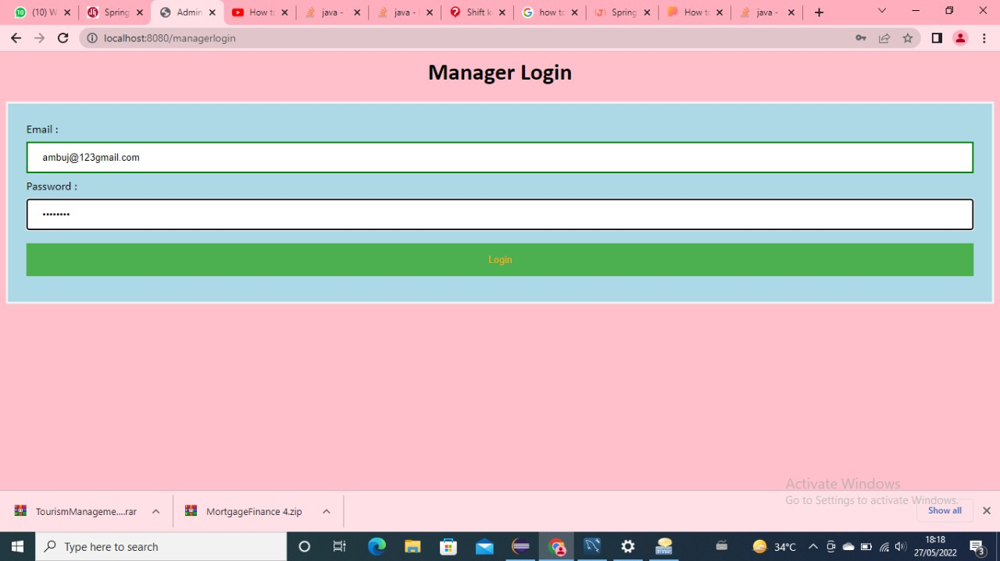 (10) W
Spring
Admin
How to
java -
java -
Shift k
how to
Spring
How to
java -
localhost:8080/managerlogin
Manager Login
Email :
ambuj@123gmail.com
Password :
Login
Activate Windows
Go to Settings to activate Windows.
TourismManageme....rar
MortgageFinance 4.zip
Show all
Type here to search
34°C
18:18
27/05/2022
3